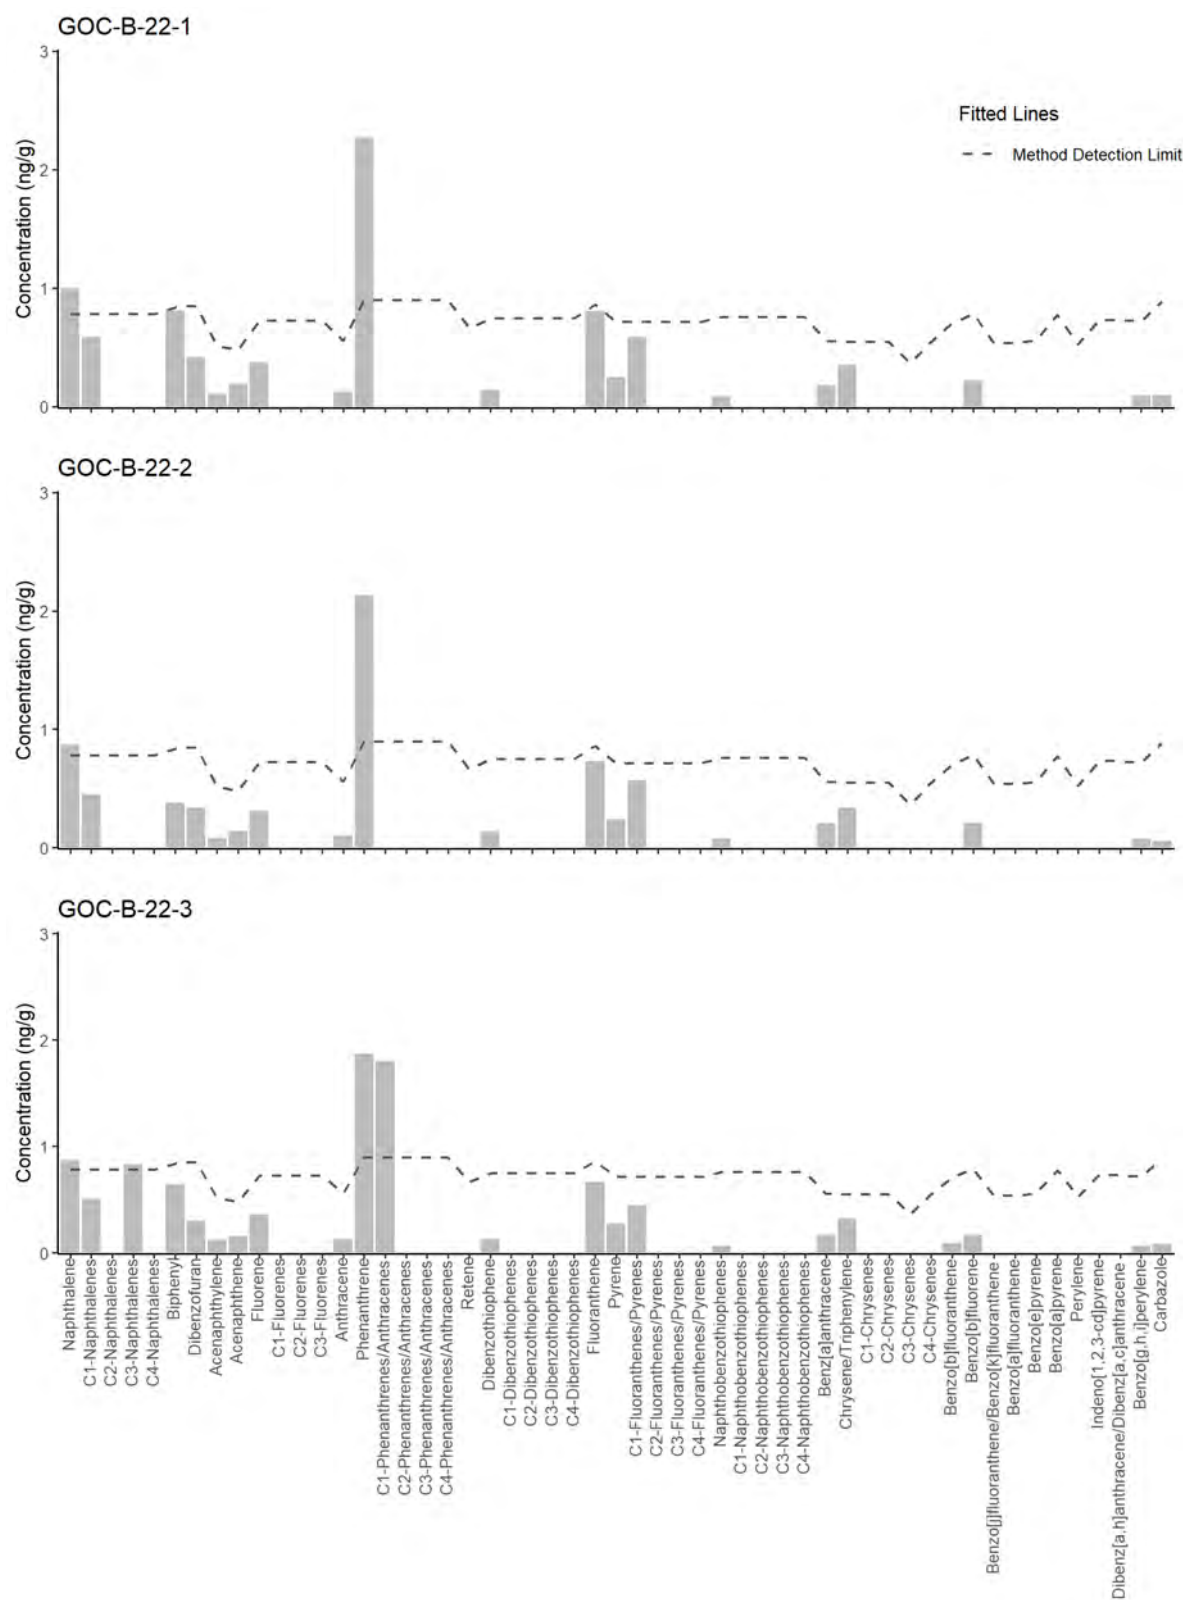 GOC-B-22-1
Concentration (ng/g)
3
2
1
0
Fitted Lines
Method Detection Limit
GOC-B-22-2
Concentration (ng/g)
3
2
1
0
GOC-B-22-3
Concentration (ng/g)
3
2
1
0
Naphthalene
C1-Naphthalenes
C2-Naphthalenes
C3-Naphthalenes
C4-Naphthalenes
Biphenyl
Dibenzofuran
Acenaphthylene
Acenaphthene
Fluorene
C1-Fluorenes
C2-Fluorenes
C3-Fluorenes
Anthracene
Phenanthrene
C1-Phenanthrenes/Anthracenes
C2-Phenanthrenes/Anthracenes
C3-Phenanthrenes/Anthracenes
C4-Phenanthrenes/Anthracenes
Retene
Dibenzothiophene
C1-Dibenzothiophenes
C2-Dibenzothiophenes
C3-Dibenzothiophenes
C4-Dibenzothiophenes
Fluoranthene
Pyrene
C1-Fluoranthenes/Pyrenes
C2-Fluoranthenes/Pyrenes
C3-Fluoranthenes/Pyrenes
C4-Fluoranthenes/Pyrenes
Naphthobenzothiophenes
C1-Naphthobenzothiophenes
C2-Naphthobenzothiophenes
C3-Naphthobenzothiophenes
C4-Naphthobenzothiophenes
Benz[a]anthracene
Chrysene/Triphenylene
C1-Chrysenes
C2-Chrysenes
C3-Chrysenes
C4-Chrysenes
Benzo[b]fluoranthene
Benzo[b]fluorene
Benzo[j]fluoranthene/Benzo[k]fluoranthene
Benzo[a]fluoranthene
Benzo[e]pyrene
Benzo[a]pyrene
Perylene
Indeno[1,2,3-cd]pyrene
Dibenz[a,h]anthracene/Dibenz[a,c]anthracene
Benzo[g,h,i]perylene
Carbazole